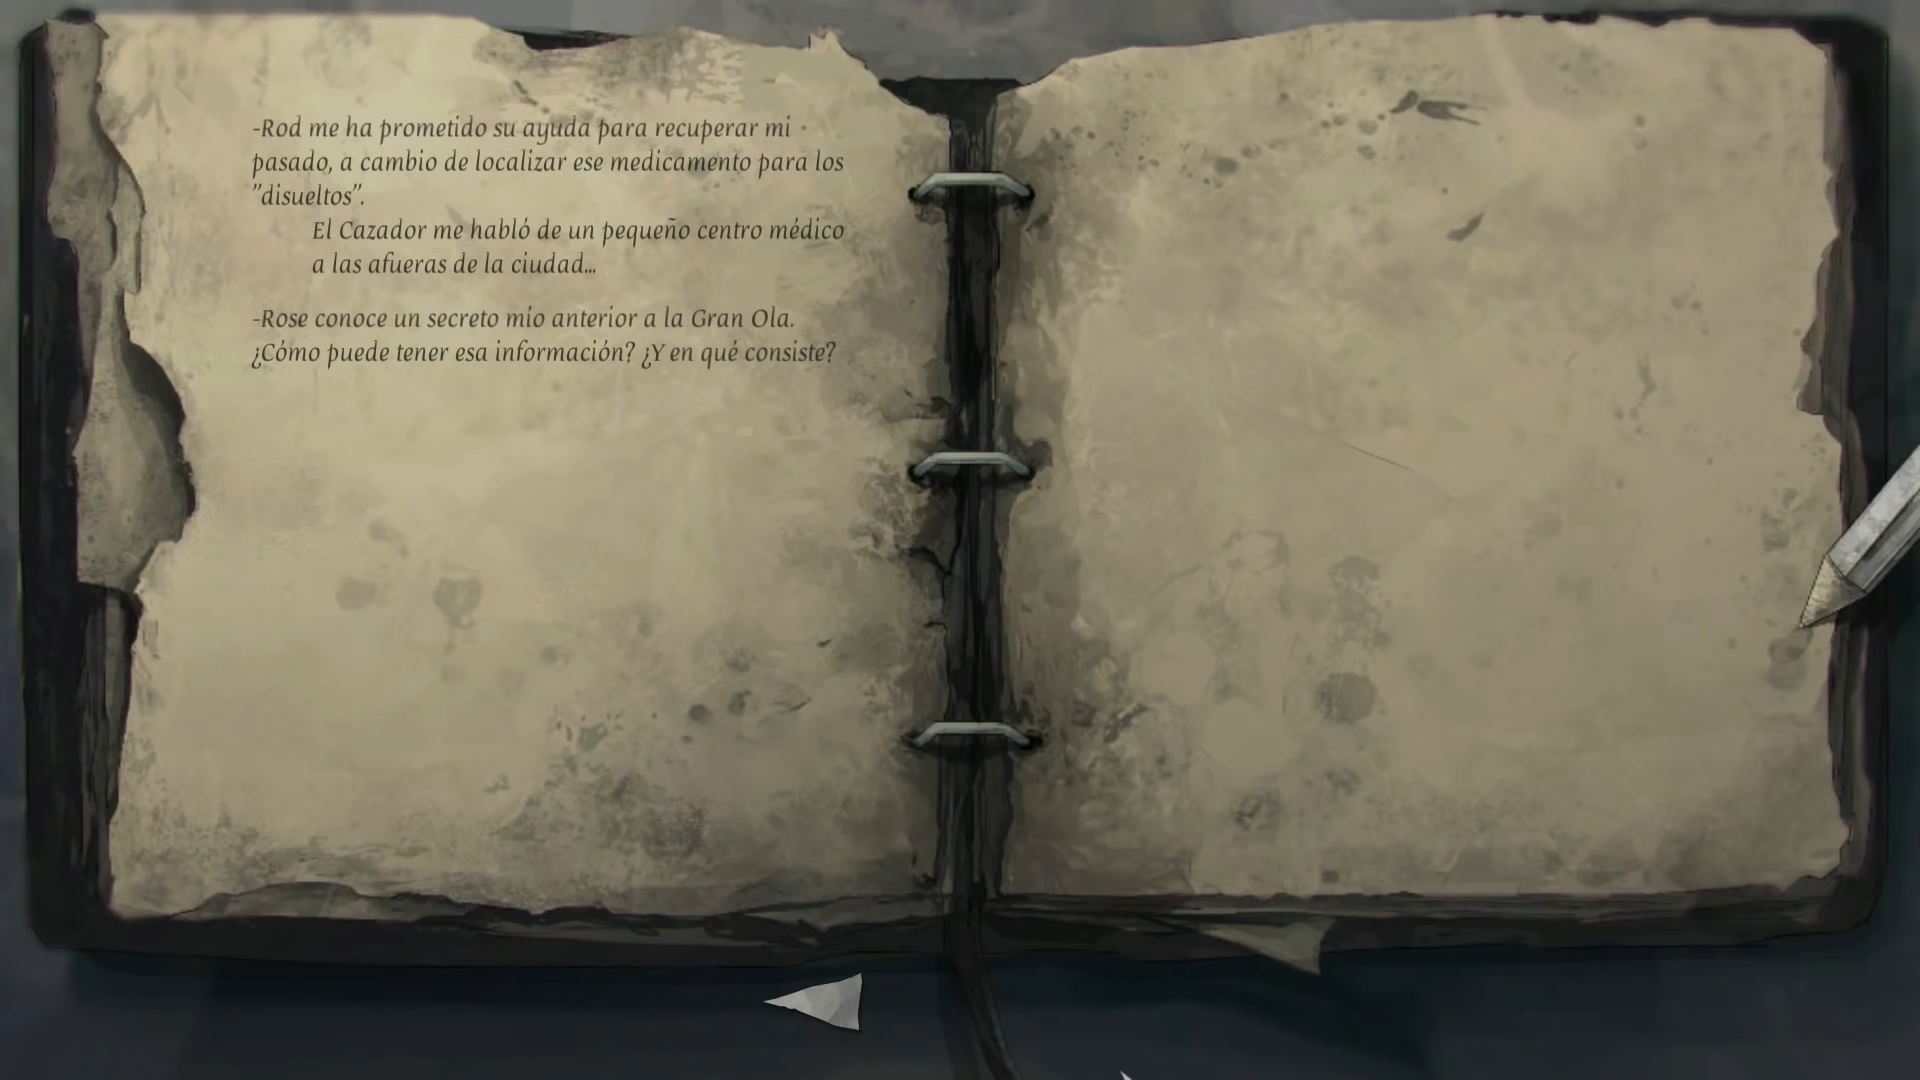 -Rod me ha prometido su ayuda para recuperar mi
pasado, a cambio de localizar ese medicamento para los
"disueltos".
El Cazador me habló de un pequeño centro médico
a las afueras de la ciudad...
-Rose conoce un secreto mío anterior a la Gran Ola.
¿Cómo puede tener esa información? ¿Y en qué consiste?